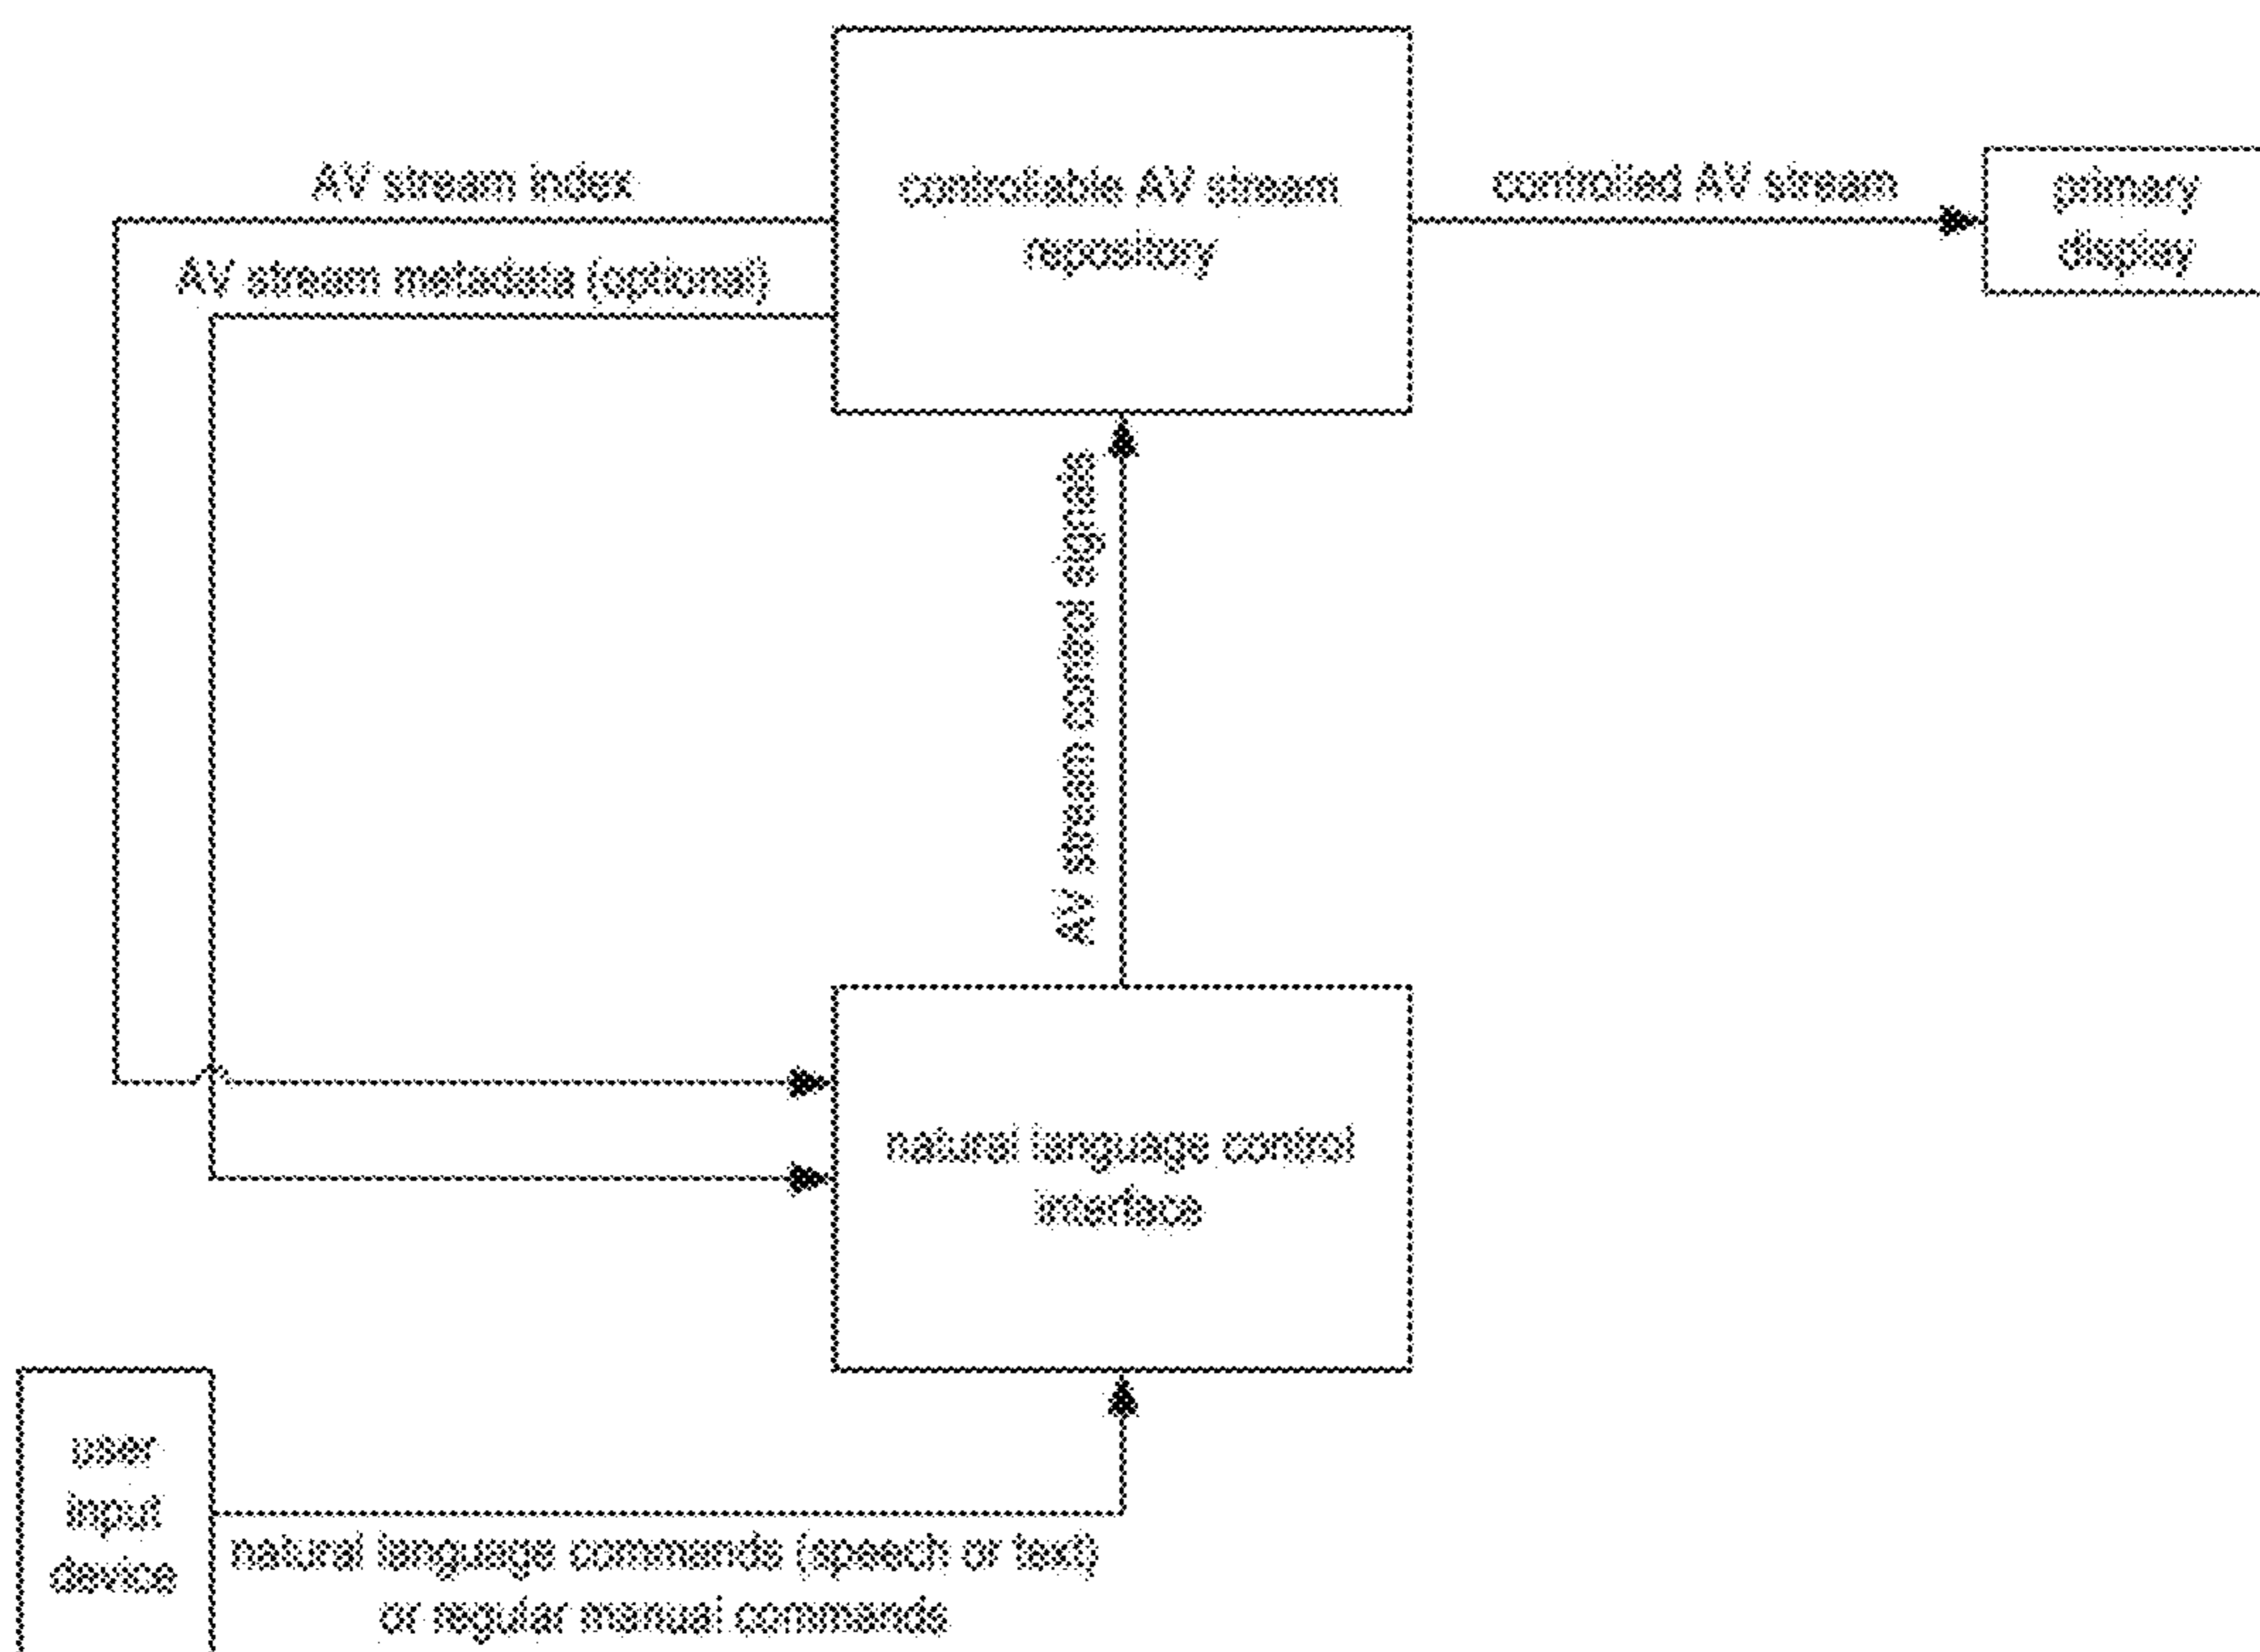 AV stream index
AV stream metadata (optional)
controllable AV stream
repository
controlled AV stream
primary
display
AV stream control signals
natural language control
interface
user
input
device
natural language commands (speech or text)
or regular manual commands